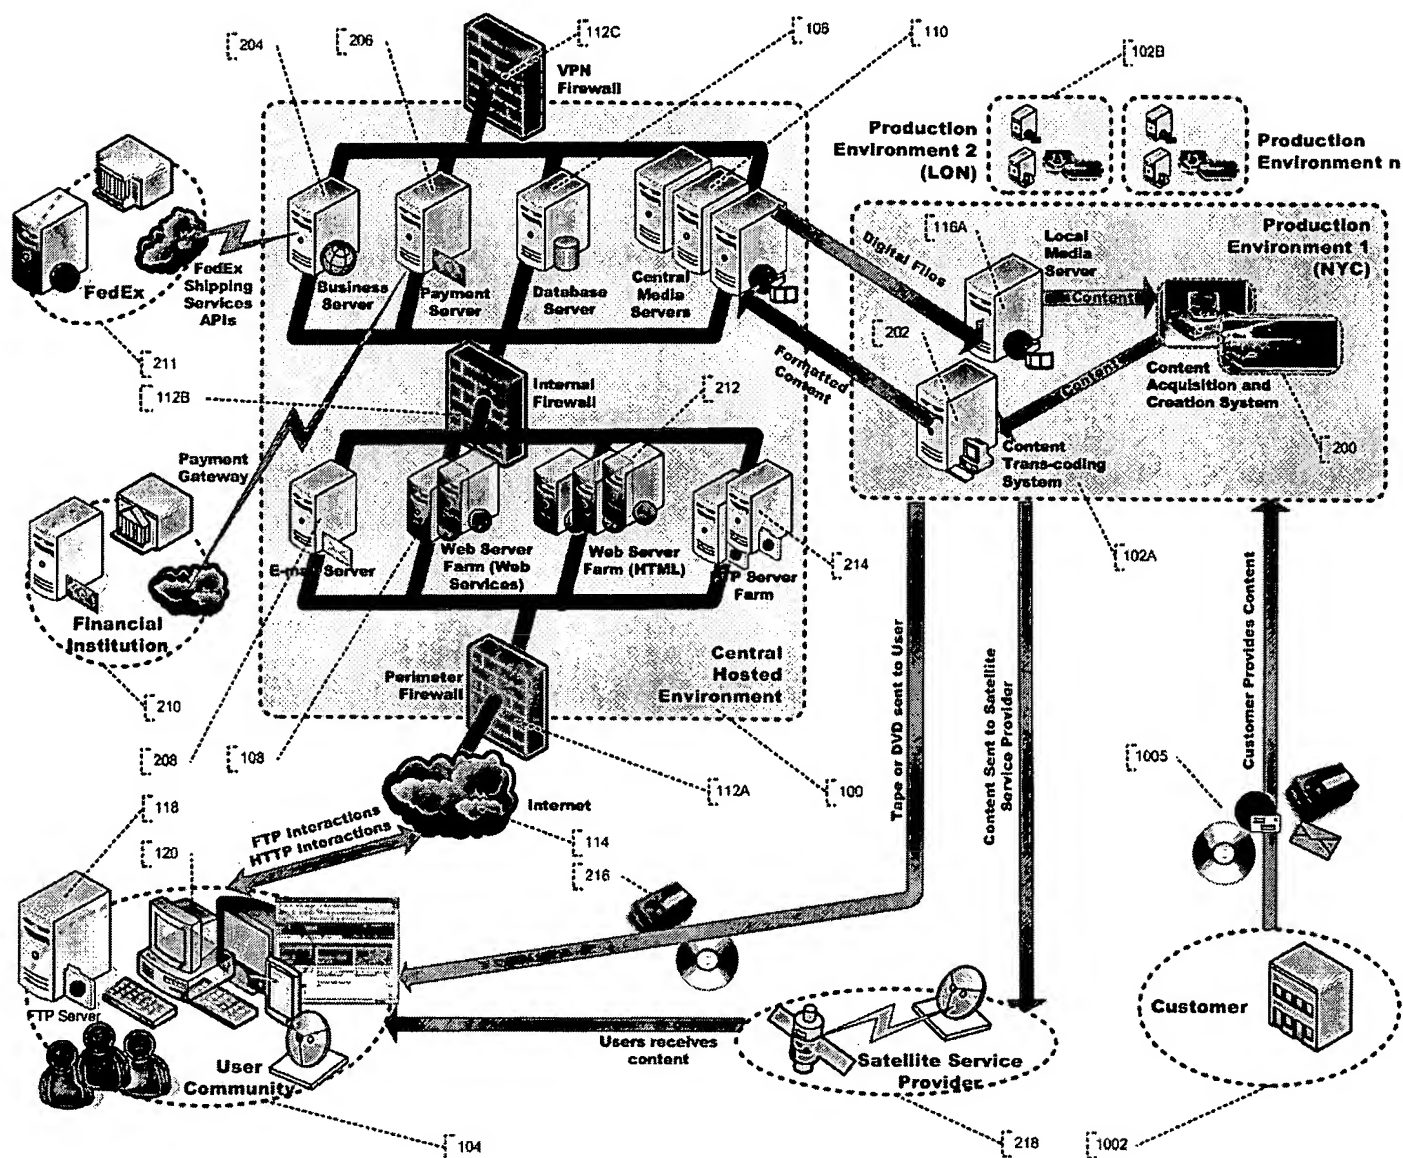 204
206
112C
106
110
102B
VPN
Firewall
Production
Environment 2
(LON)
Production
Environment n
FedEx
FedEx
Shipping
Services
APIs
Business
Server
Payment
Server
Database
Server
Central
Media
Servers
Digital Files
116A
Local
Media
Server
Production
Environment 1
(NYC)
Content
202
Formatted
Content
Content
Content
Acquisition and
Creation System
200
211
112B
Internal
Firewall
212
Content
Trans-coding
System
Payment
Gateway
Financial
Institution
E-mail Server
Web Server
Farm (Web
Services)
Web Server
Farm (HTML)
FTP Server
Farm
214
102A
210
208
108
Perimeter
Firewall
Central
Hosted
Environment
112A
100
Tape or DVD sent to User
Content Sent to Satellite
Service Provider
Customer Provides Content
1005
118
120
Internet
FTP Interactions
HTTP Interactions
114
216
FTP Server
User
Community
Users receives
content
Satellite Service
Provider
Customer
104
218
1002